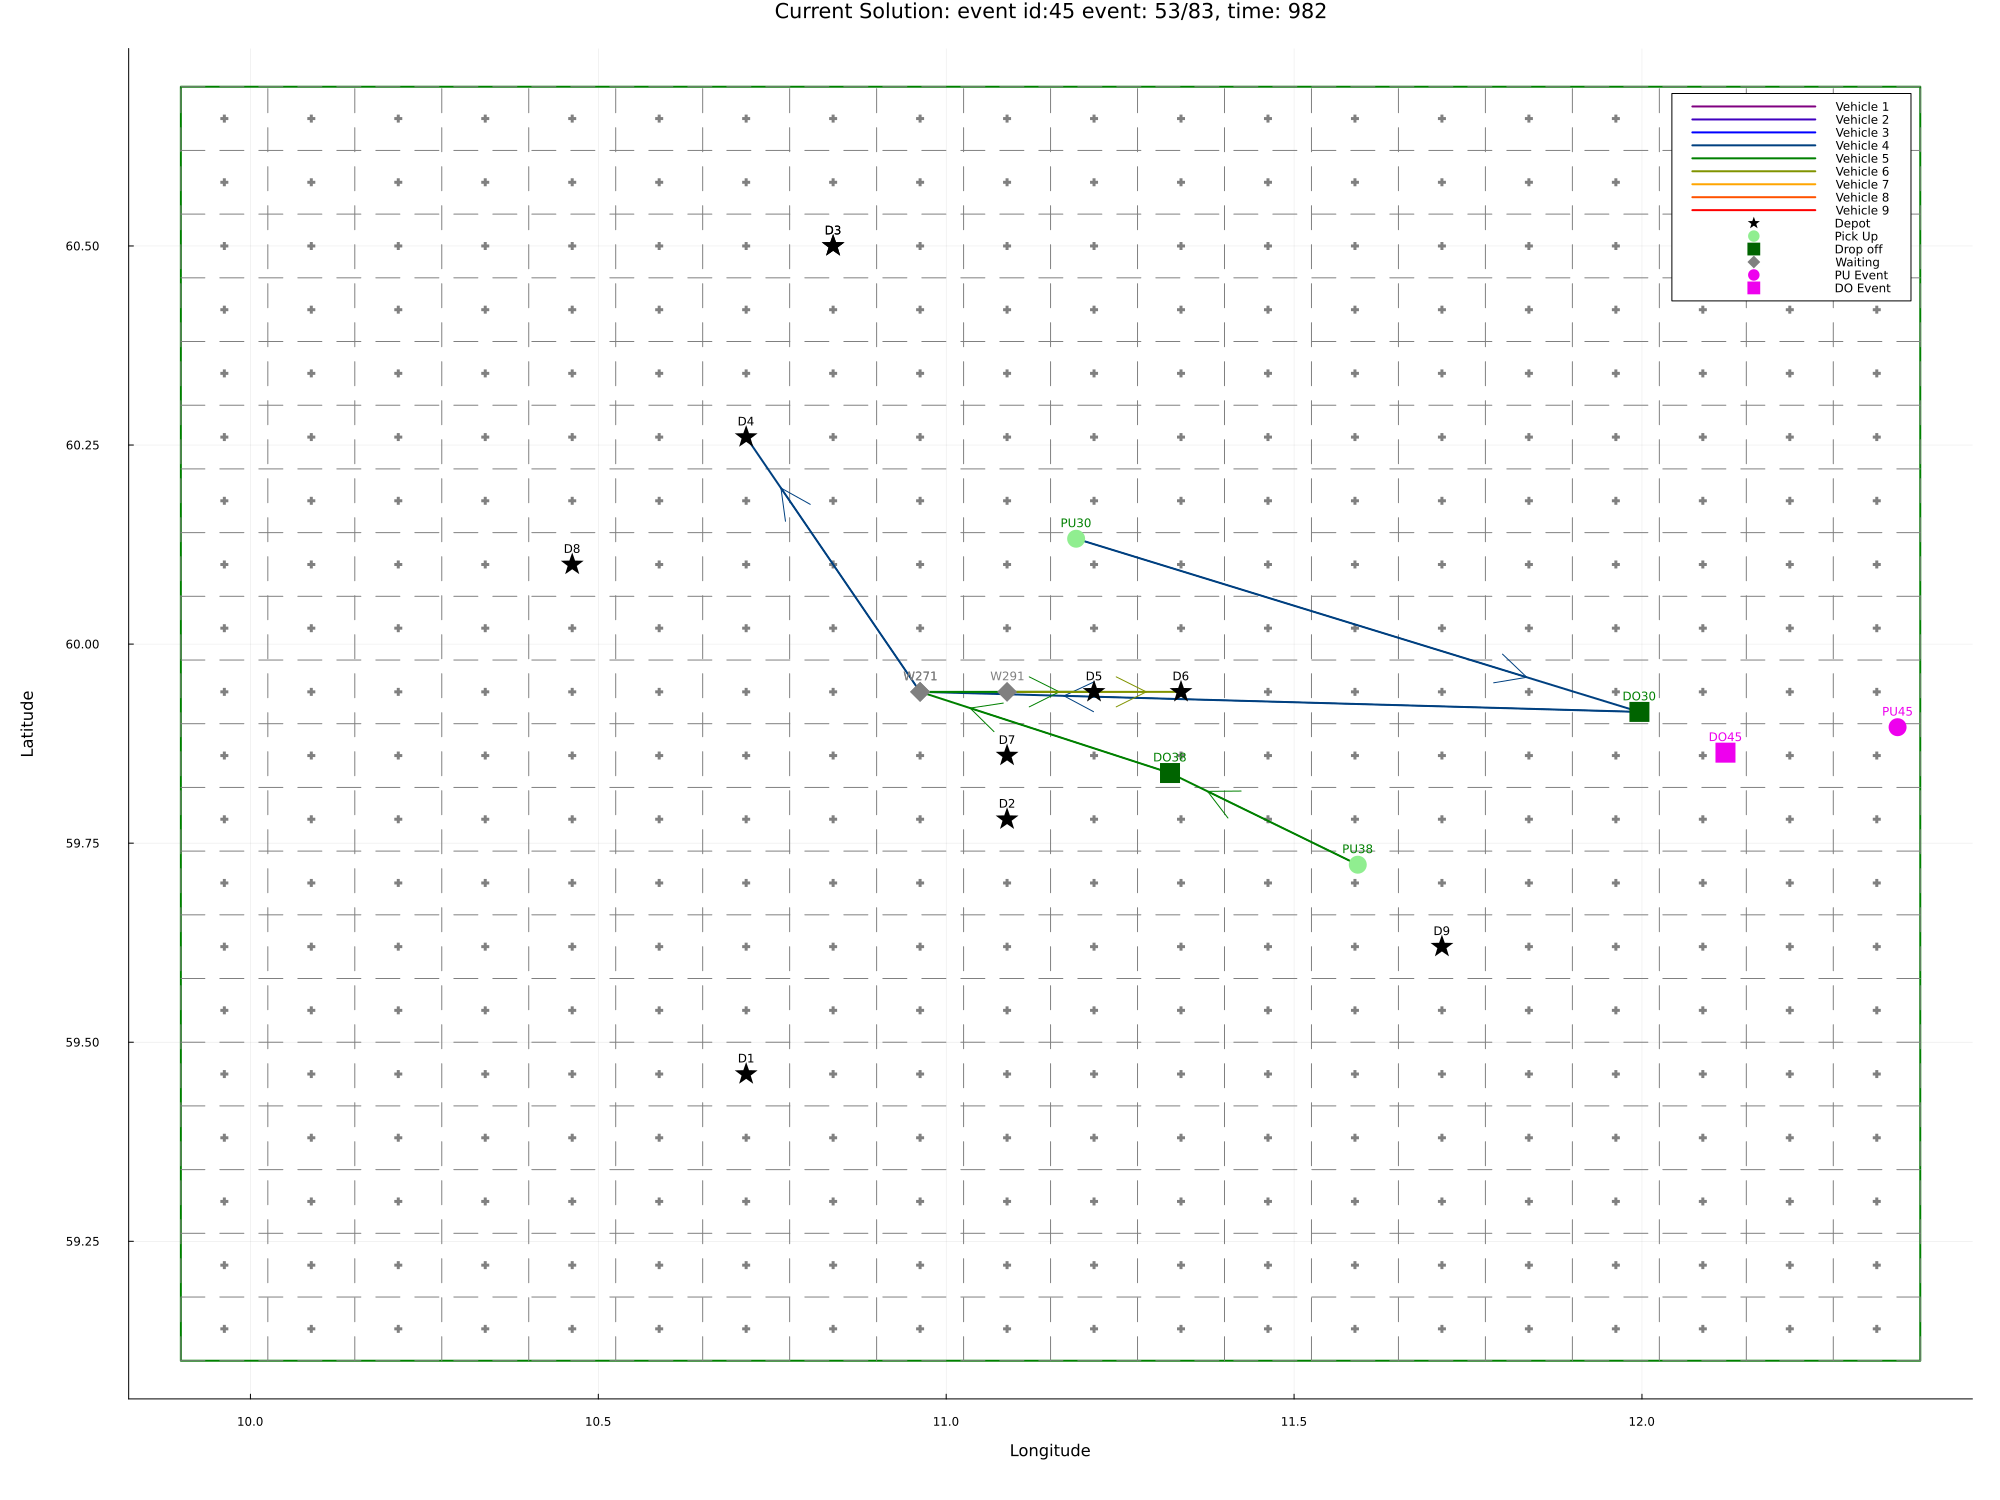 Current Solution: event id:45 event: 53/83, time: 982
Vehicle 1
Vehicle 2
Vehicle 3
Vehicle 4
Vehicle 5
Vehicle 6
Vehicle 7
Vehicle 8
Vehicle 9
Depot
Pick Up
Drop off
Waiting
PU Event
DO Event
60.50
60.25
60.00
59.75
59.50
59.25
Latitude
D3
D4
PU30
D8
W271
W291
D5
D6
DO30
PU45
DO45
D7
DO38
D2
PU38
D9
D1
10.0
10.5
11.0
11.5
12.0
Longitude